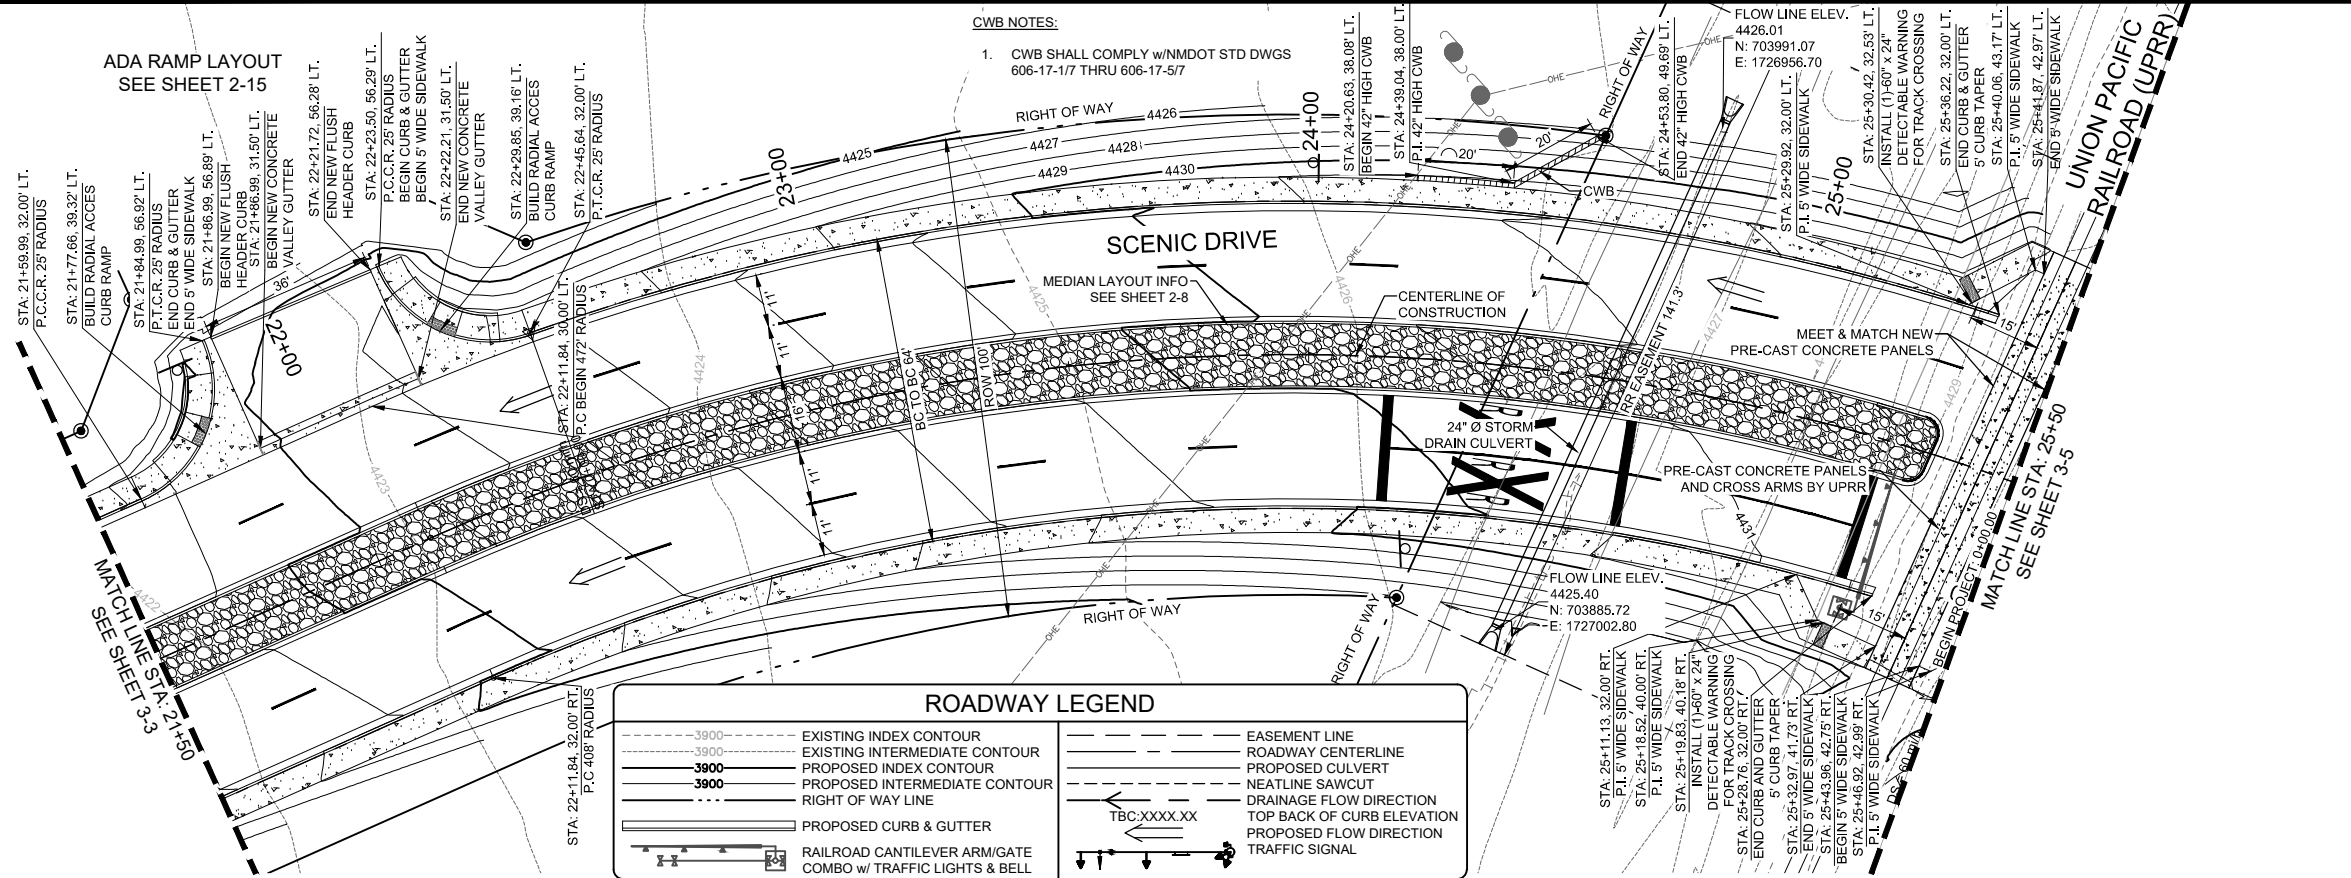 ADA RAMP LAYOUT
SEE SHEET 2-15
CWB NOTES:
1. CWB SHALL COMPLY w/NMDOT STD DWGS
606-17-1/7 THRU 606-17-5/7
STA: 21+59.99, 32.00' LT.
P.C.C.R. 25' RADIUS
STA: 21+77.66, 39.32' LT.
BUILD RADIAL ACCES
CURB RAMP
STA: 21+84.99, 56.92' LT.
P.T.C.R. 25' RADIUS
END CURB & GUTTER
END 5' WIDE SIDEWALK
STA: 21+86.99, 56.89' LT.
BEGIN NEW FLUSH
HEADER CURB
STA: 21+86.99, 31.50' LT.
BEGIN NEW CONCRETE
VALLEY GUTTER
STA: 22+21.72, 56.28' LT.
END NEW FLUSH
HEADER CURB
STA: 22+23.50, 56.29' LT.
P.C.C.R. 25' RADIUS
BEGIN CURB & GUTTER
BEGIN 5' WIDE SIDEWALK
STA: 22+22.21, 31.50' LT.
END NEW CONCRETE
VALLEY GUTTER
STA: 22+29.85, 39.16' LT.
BUILD RADIAL ACCES
CURB RAMP
STA: 22+45.64, 32.00' LT.
P.T.C.R. 25' RADIUS
36'
22+00
23+00
24+00
25+00
RIGHT OF WAY
4425
4426
4427
4428
4429
4430
STA: 24+20.63, 38.08' LT.
BEGIN 42" HIGH CWB
STA: 24+39.04, 38.00' LT.
P.I. 42" HIGH CWB
20'
20'
CWB
OHE
OHE
OHE
RIGHT OF WAY
STA: 24+53.80, 49.69' LT.
END 42" HIGH CWB
FLOW LINE ELEV.
4426.01
N: 703991.07
E: 1726956.70
STA: 25+29.92, 32.00' LT.
P.I. 5' WIDE SIDEWALK
STA: 25+30.42, 32.53' LT.
INSTALL (1)-60" x 24"
DETECTABLE WARNING
FOR TRACK CROSSING
STA: 25+36.22, 32.00' LT.
END CURB & GUTTER
5' CURB TAPER
STA: 25+40.06, 43.17' LT.
P.I. 5' WIDE SIDEWALK
STA: 25+41.87, 42.97' LT.
END 5' WIDE SIDEWALK
UNION PACIFIC
RAILROAD (UPRR)
SCENIC DRIVE
MEDIAN LAYOUT INFO
SEE SHEET 2-8
CENTERLINE OF
CONSTRUCTION
4425
4426
4427
4424
4423
4422
4429
4431
STA: 22+11.84, 30.00' LT.
P.C BEGIN 472' RADIUS
11'
11'
16'
11'
11'
BC TO BC 64'
ROW 100'
OHE
OHE
OHE
OHE
OHE
RR EASEMENT 141.3'
24" Ø STORM
DRAIN CULVERT
MEET & MATCH NEW
PRE-CAST CONCRETE PANELS
15'
PRE-CAST CONCRETE PANELS
AND CROSS ARMS BY UPRR
MATCH LINE STA: 25+50
SEE SHEET 3-5
MATCH LINE STA: 21+50
SEE SHEET 3-3
BEGIN PROJECT: 0+00.00
15'
FLOW LINE ELEV.
4425.40
N: 703885.72
E: 1727002.80
RIGHT OF WAY
RIGHT OF WAY
STA: 22+11.84, 32.00' RT.
P.C 408' RADIUS
STA: 25+11.13, 32.00' RT.
P.I. 5' WIDE SIDEWALK
STA: 25+18.52, 40.00' RT.
P.I. 5' WIDE SIDEWALK
STA: 25+19.83, 40.18' RT.
INSTALL (1)-60" x 24"
DETECTABLE WARNING
FOR TRACK CROSSING
STA: 25+28.76, 32.00' RT.
END CURB AND GUTTER
5' CURB TAPER
STA: 25+32.97, 41.73' RT.
END 5' WIDE SIDEWALK
STA: 25+43.96, 42.75' RT.
BEGIN 5' WIDE SIDEWALK
STA: 25+46.92, 42.99' RT.
P.I. 5' WIDE SIDEWALK
ROADWAY LEGEND
3900 EXISTING INDEX CONTOUR
3900 EXISTING INTERMEDIATE CONTOUR
3900 PROPOSED INDEX CONTOUR
3900 PROPOSED INTERMEDIATE CONTOUR
RIGHT OF WAY LINE
PROPOSED CURB & GUTTER
RAILROAD CANTILEVER ARM/GATE
COMBO w/ TRAFFIC LIGHTS & BELL
EASEMENT LINE
ROADWAY CENTERLINE
PROPOSED CULVERT
NEATLINE SAWCUT
DRAINAGE FLOW DIRECTION
TBC:XXXX.XX TOP BACK OF CURB ELEVATION
PROPOSED FLOW DIRECTION
TRAFFIC SIGNAL